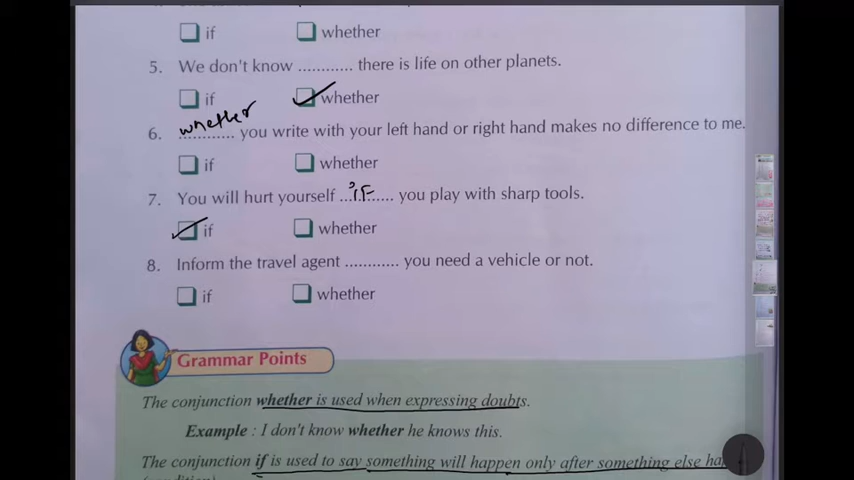 if whether
5. We don't know ............ there is life on other planets.
if whether
6. whether ............ you write with your left hand or right hand makes no difference to me.
if whether
7. You will hurt yourself ...if...... you play with sharp tools.
if whether
8. Inform the travel agent ............ you need a vehicle or not.
if whether
Grammar Points
The conjunction whether is used when expressing doubts.
Example : I don't know whether he knows this.
The conjunction if is used to say something will happen only after something else